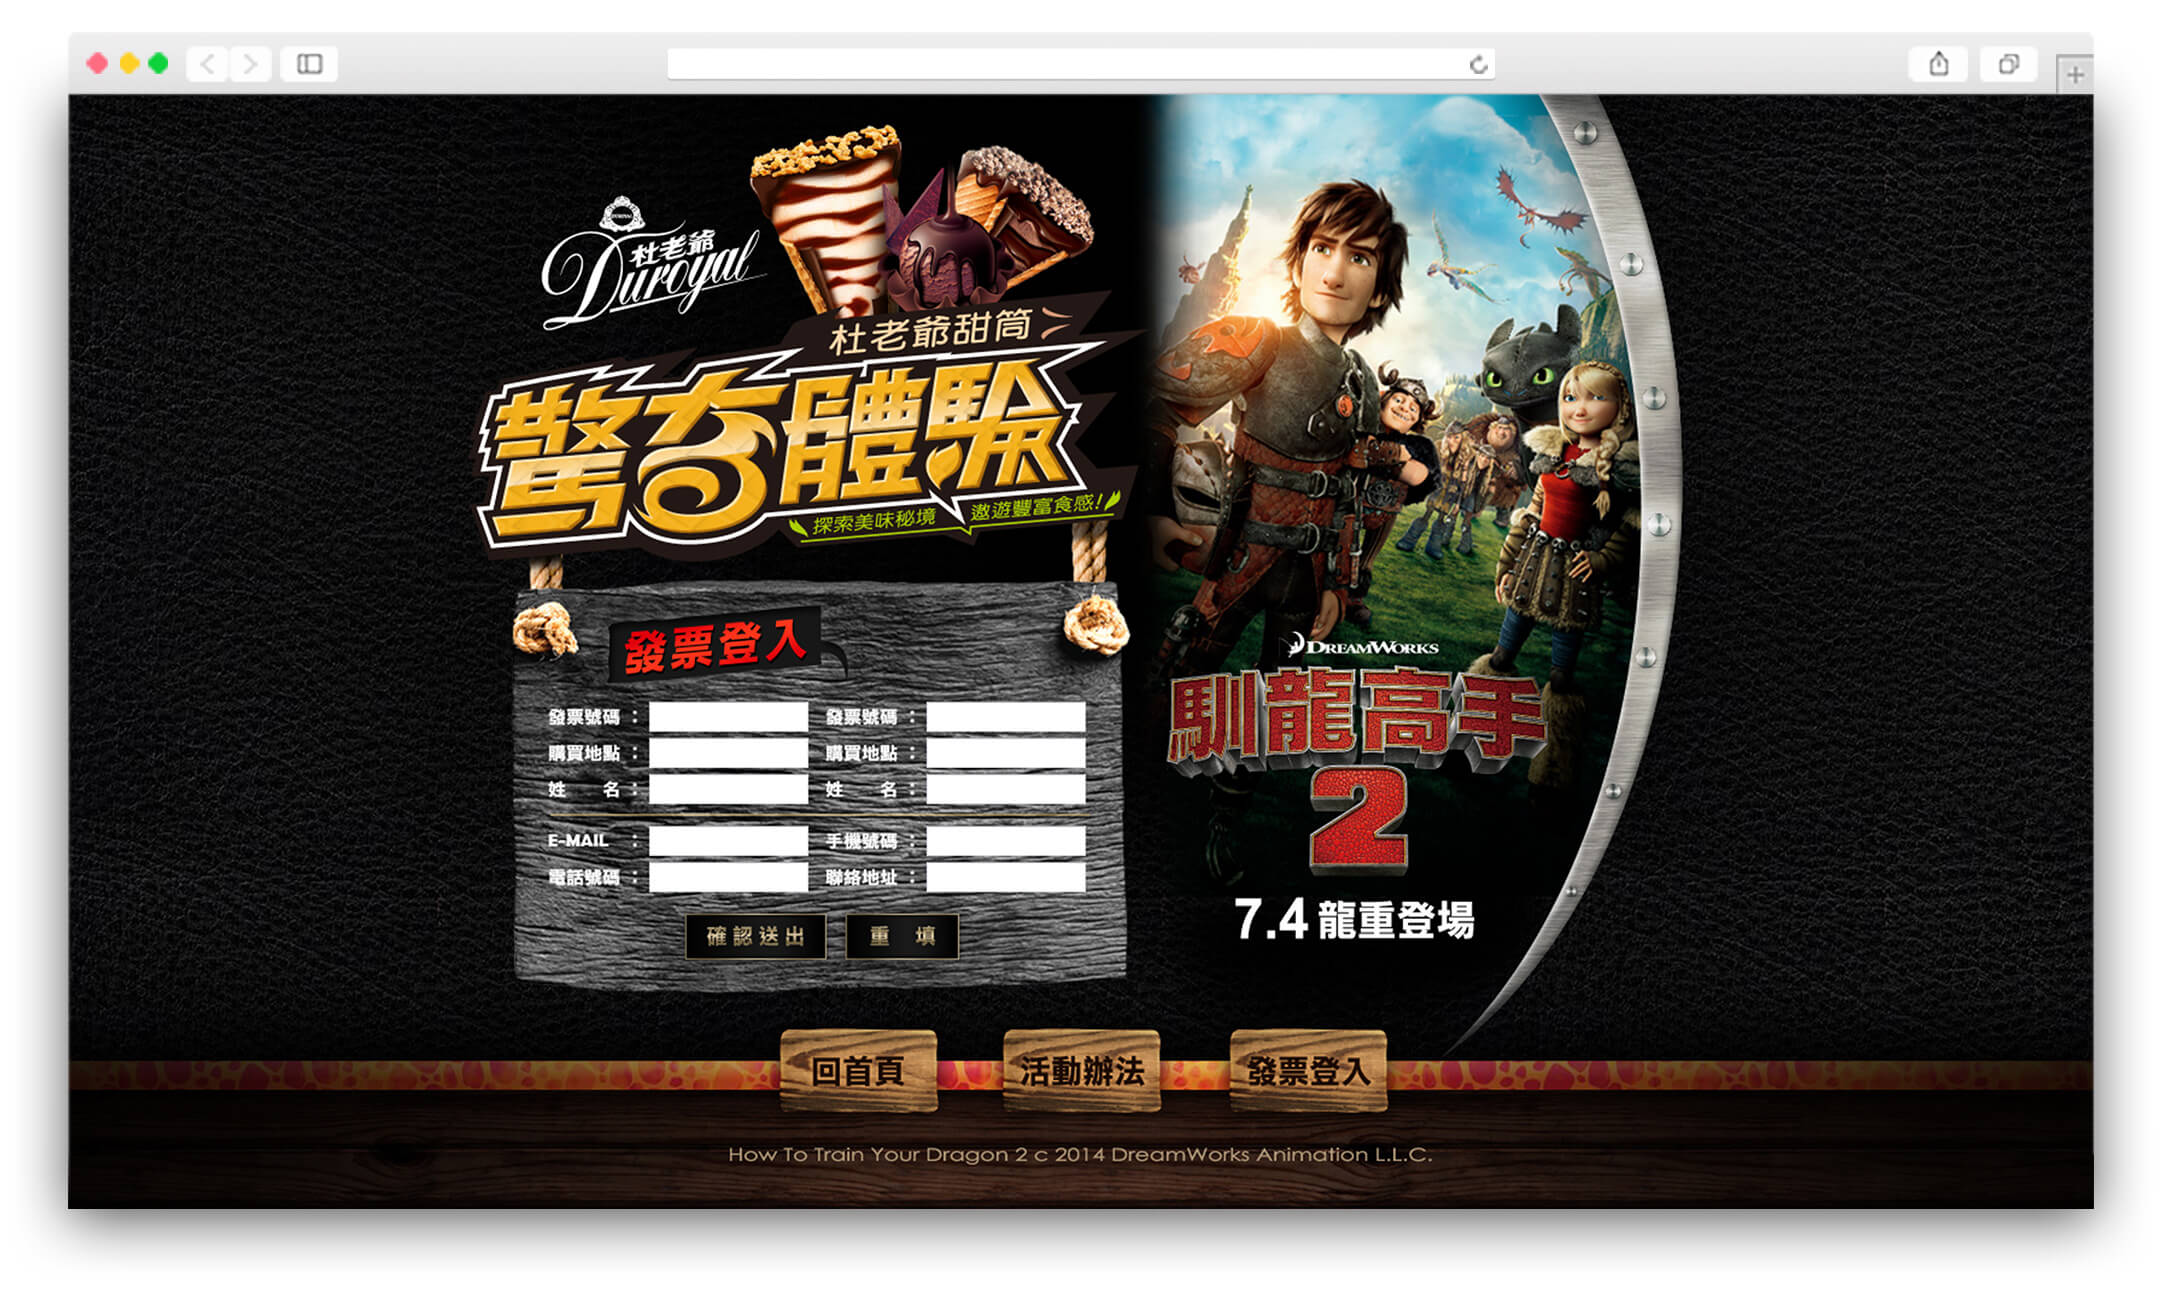 杜老爺
Duroyal
杜老爺甜筒
驚奇體驗
探索美味秘境 遨遊豐富食感!
發票登入
發票號碼 : 發票號碼 :
購買地點 : 購買地點 :
姓 名 : 姓 名 :
E-MAIL : 手機號碼 :
電話號碼 : 聯絡地址 :
確認送出 重 填
DREAMWORKS
馴龍高手
2
7.4 龍重登場
回首頁 活動辦法 發票登入
How To Train Your Dragon 2 c 2014 DreamWorks Animation L.L.C.